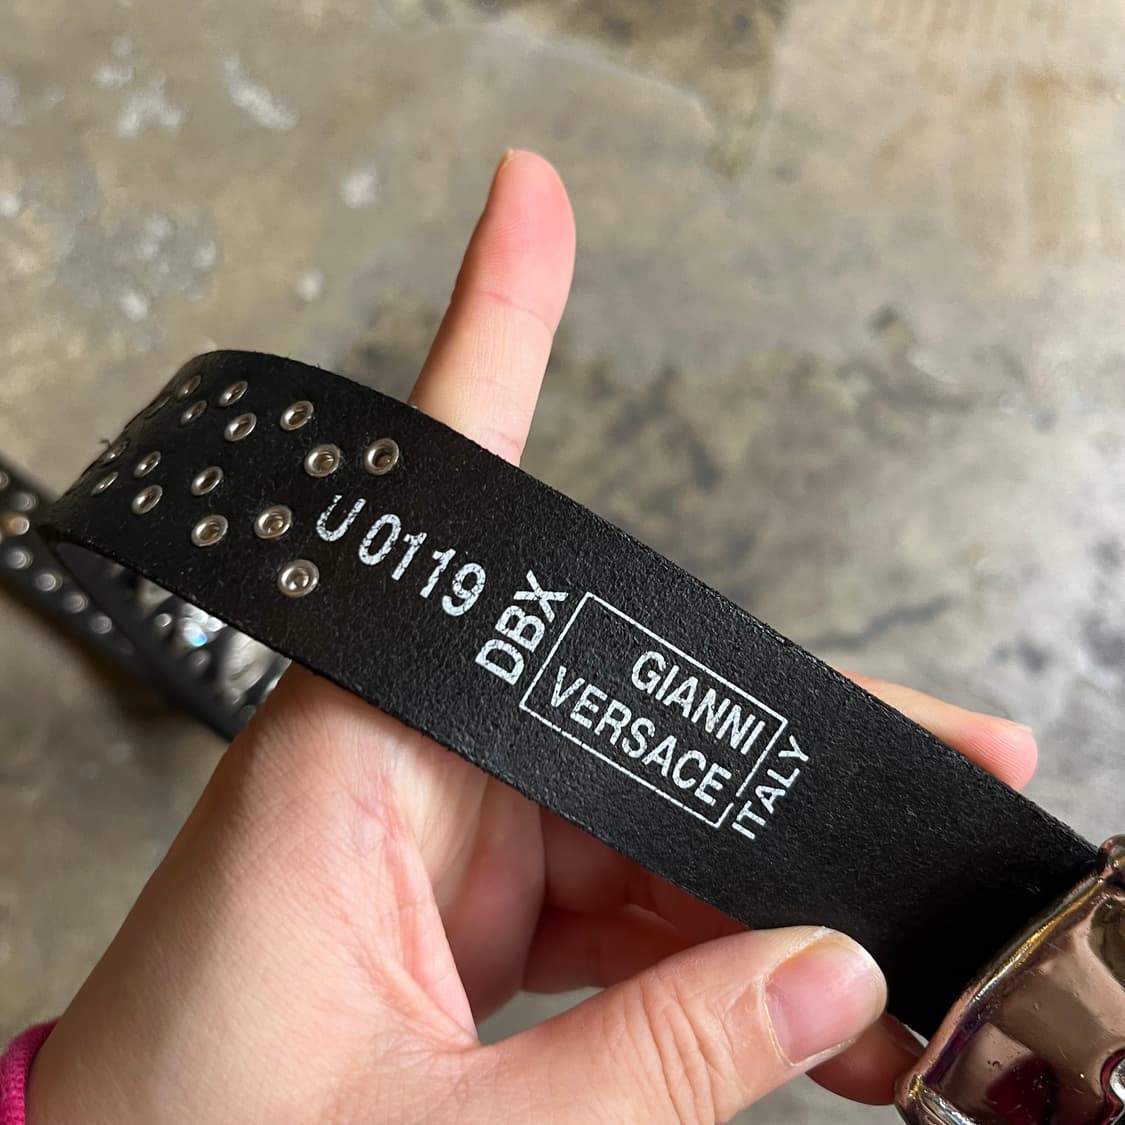 U 0119
DBX
GIANNI
VERSACE
ITALY